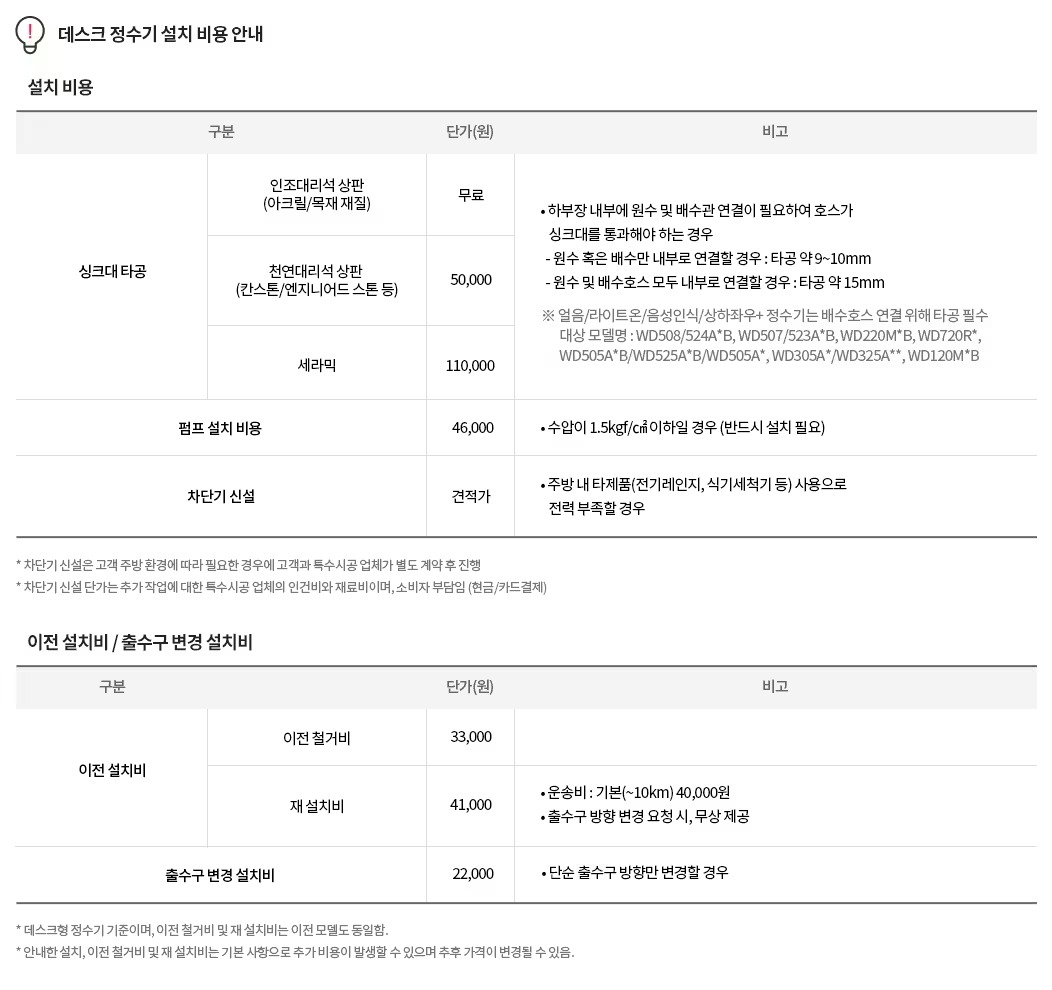 데스크 정수기 설치 비용 안내
설치 비용
구분 단가(원) 비고
싱크대 타공
인조대리석 상판
(아크릴/목재 재질)
무료
천연대리석 상판
(칸스톤/엔지니어드 스톤 등)
50,000
세라믹
110,000
• 하부장 내부에 원수 및 배수관 연결이 필요하여 호스가
싱크대를 통과해야 하는 경우
- 원수 혹은 배수만 내부로 연결할 경우 : 타공 약 9~10mm
- 원수 및 배수호스 모두 내부로 연결할 경우 : 타공 약 15mm
※ 얼음/라이트온/음성인식/상하좌우+ 정수기는 배수호스 연결 위해 타공 필수
대상 모델명 : WD508/524A*B, WD507/523A*B, WD220M*B, WD720R*,
WD505A*B/WD525A*B/WD505A*, WD305A*/WD325A**, WD120M*B
펌프 설치 비용
46,000
• 수압이 1.5kgf/㎠ 이하일 경우 (반드시 설치 필요)
차단기 신설
견적가
• 주방 내 타제품(전기레인지, 식기세척기 등) 사용으로
전력 부족할 경우
* 차단기 신설은 고객 주방 환경에 따라 필요한 경우에 고객과 특수시공 업체가 별도 계약 후 진행
* 차단기 신설 단가는 추가 작업에 대한 특수시공 업체의 인건비와 재료비이며, 소비자 부담임 (현금/카드결제)
이전 설치비 / 출수구 변경 설치비
구분 단가(원) 비고
이전 설치비
이전 철거비
33,000
재 설치비
41,000
• 운송비 : 기본(~10km) 40,000원
• 출수구 방향 변경 요청 시, 무상 제공
출수구 변경 설치비
22,000
• 단순 출수구 방향만 변경할 경우
* 데스크형 정수기 기준이며, 이전 철거비 및 재 설치비는 이전 모델도 동일함.
* 안내한 설치, 이전 철거비 및 재 설치비는 기본 사항으로 추가 비용이 발생할 수 있으며 추후 가격이 변경될 수 있음.